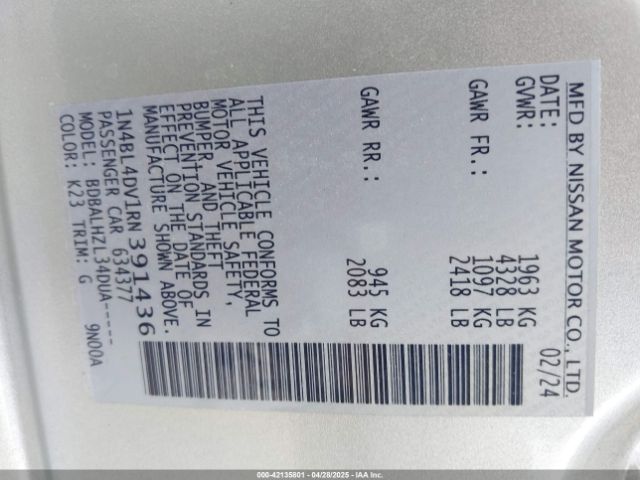 MFD BY NISSAN MOTOR CO., LTD.
DATE: 02/24
GVWR: 1963 KG
4328 LB
GAWR FR.: 1097 KG
2418 LB
GAWR RR.: 945 KG
2083 LB
THIS VEHICLE CONFORMS TO
ALL APPLICABLE FEDERAL
MOTOR VEHICLE SAFETY,
BUMPER, AND THEFT
PREVENTION STANDARDS IN
EFFECT ON THE DATE OF
MANUFACTURE SHOWN ABOVE.
1N4BL4DV1RN391436
PASSENGER CAR 634377
MODEL: BDBALHZL34DUA-----
COLOR: K23 TRIM: G 9N00A
000-42135801 | 04/28/2025 | IAA Inc.